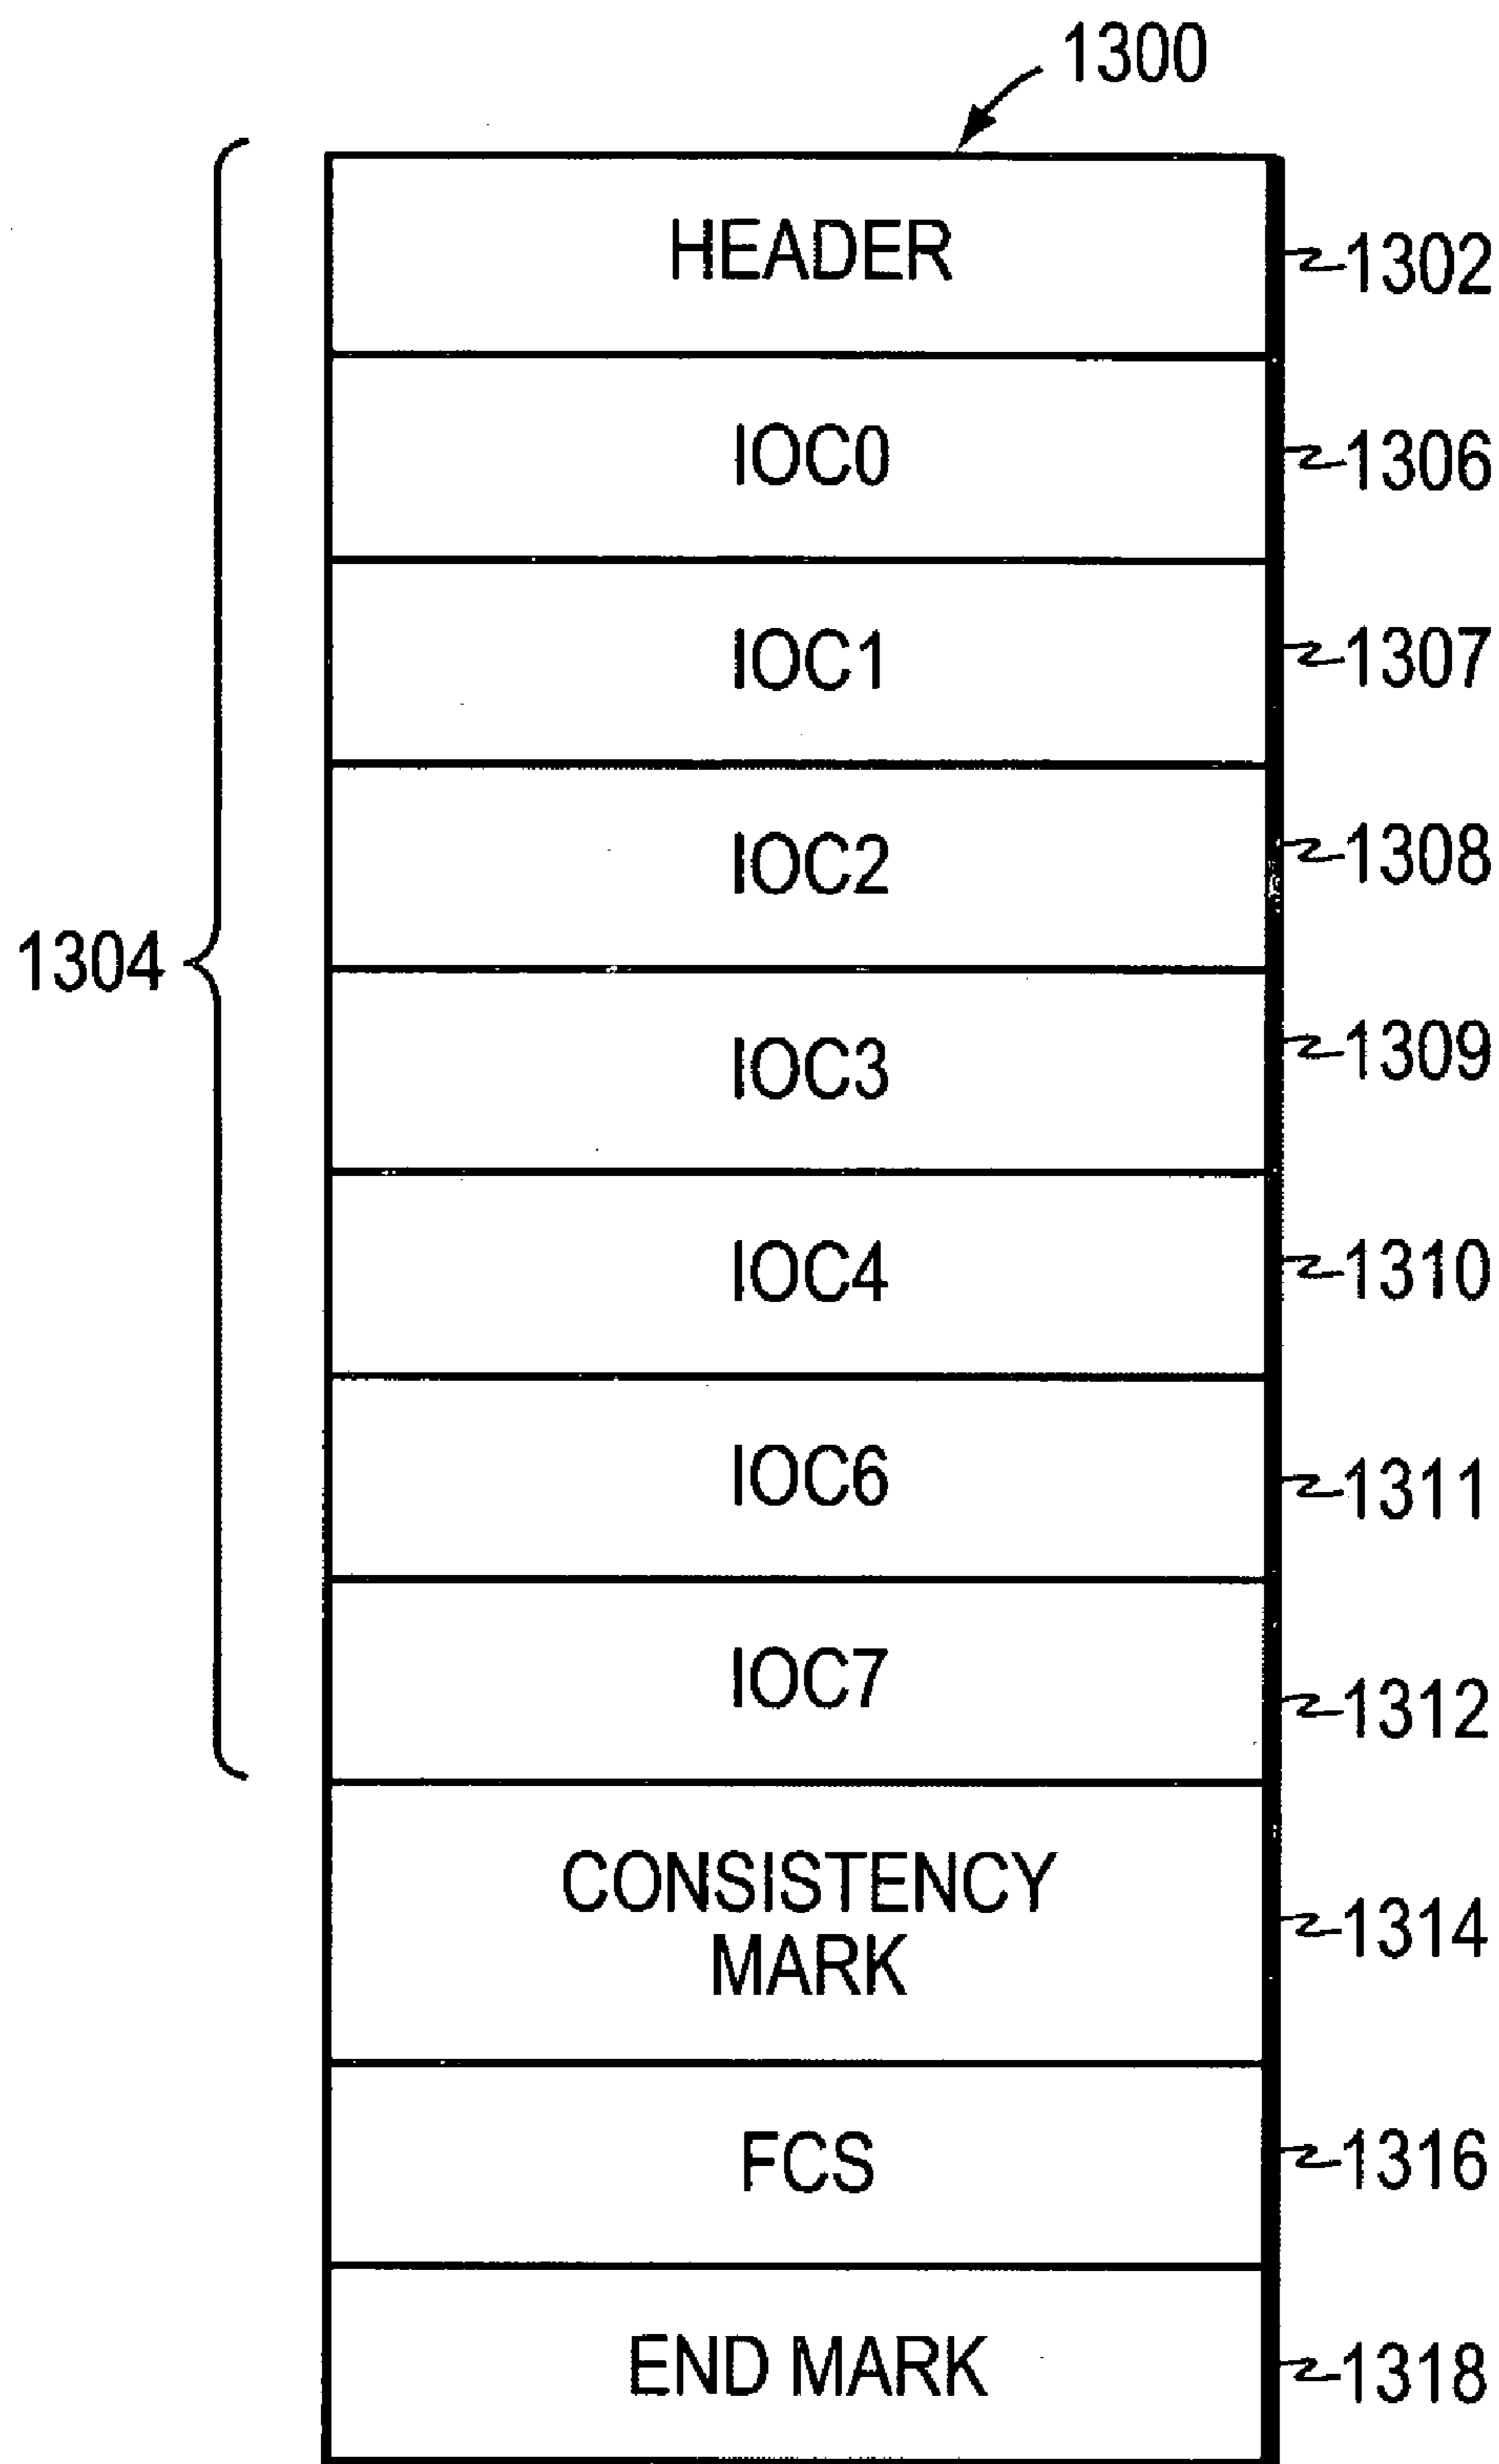 1300
HEADER
1302
IOC0
1306
IOC1
1307
IOC2
1308
1304
IOC3
1309
IOC4
1310
IOC6
1311
IOC7
1312
CONSISTENCY
MARK
1314
FCS
1316
END MARK
1318